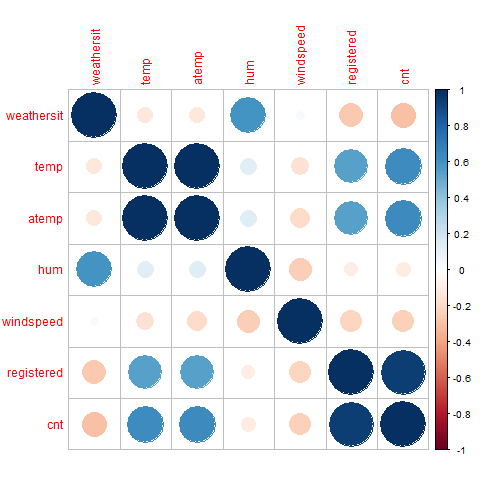 weathersit
temp
atemp
hum
windspeed
registered
cnt
weathersit
temp
atemp
hum
windspeed
registered
cnt
1
0.8
0.6
0.4
0.2
0
-0.2
-0.4
-0.6
-0.8
-1